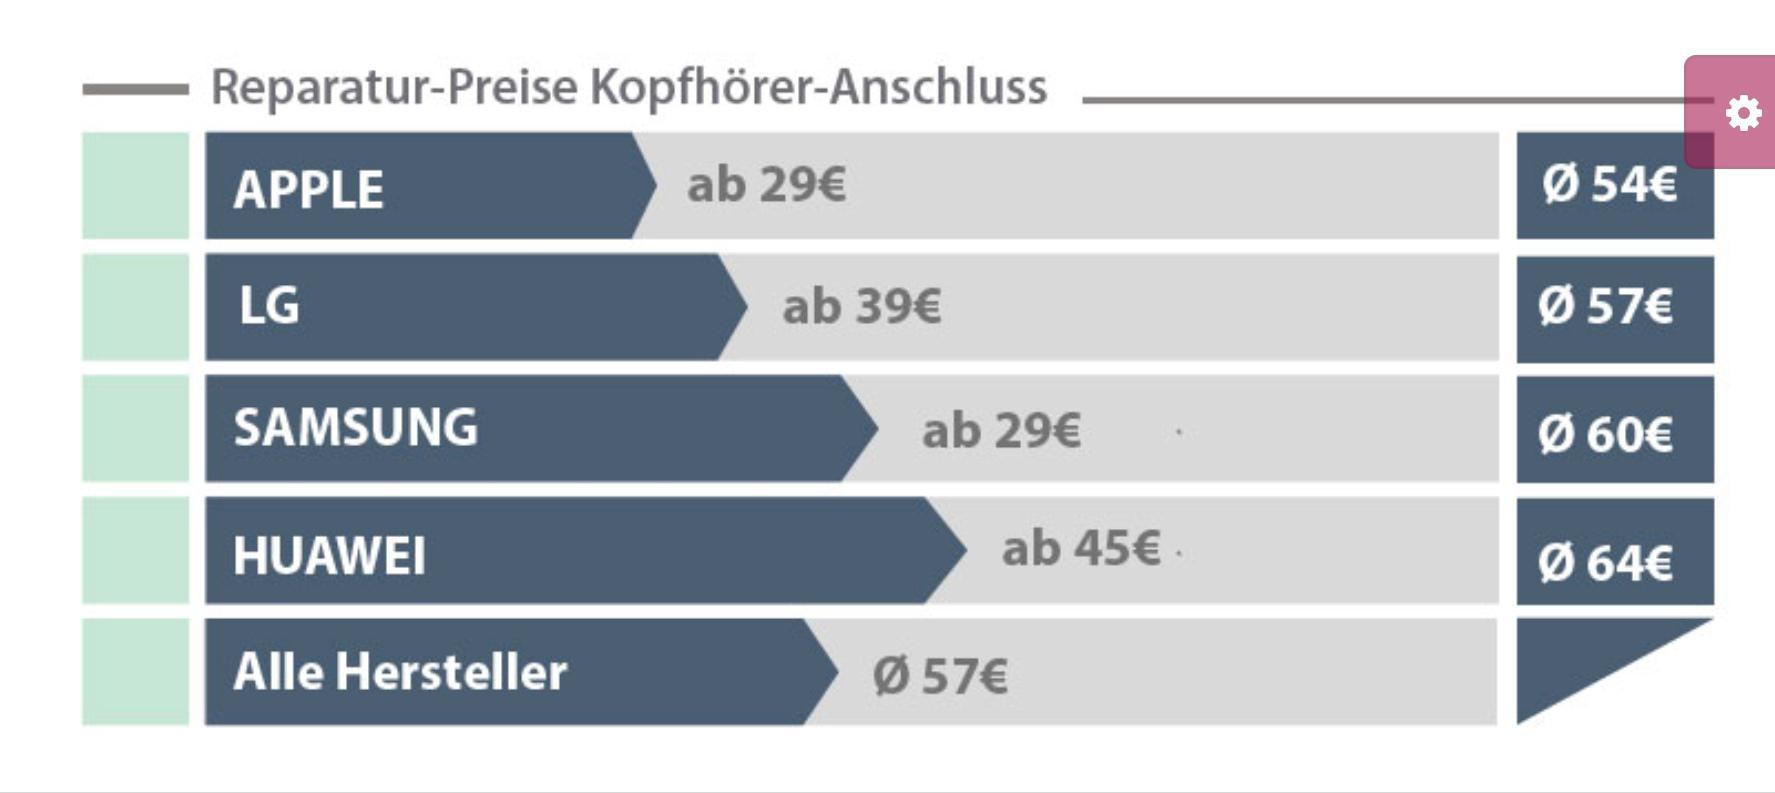 Reparatur-Preise Kopfhörer-Anschluss
APPLE ab 29€ Ø 54€
LG ab 39€ Ø 57€
SAMSUNG ab 29€ Ø 60€
HUAWEI ab 45€ Ø 64€
Alle Hersteller Ø 57€